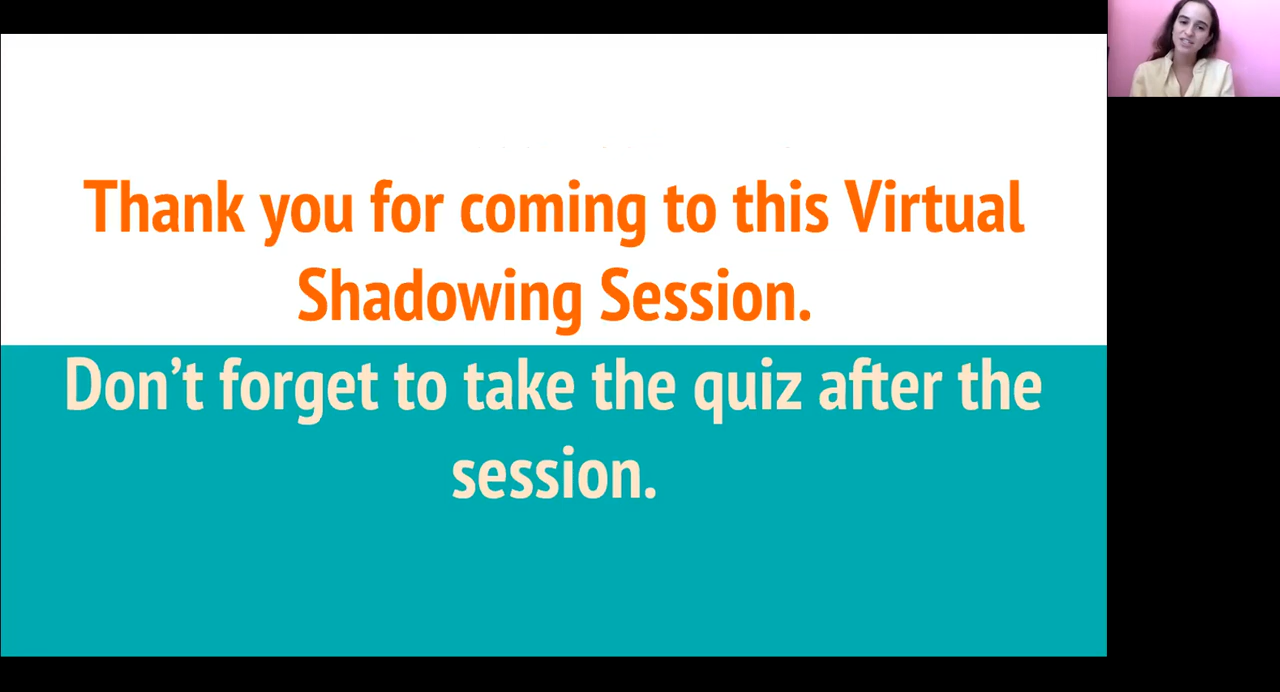 Thank you for coming to this Virtual
Shadowing Session.
Don’t forget to take the quiz after the
session.